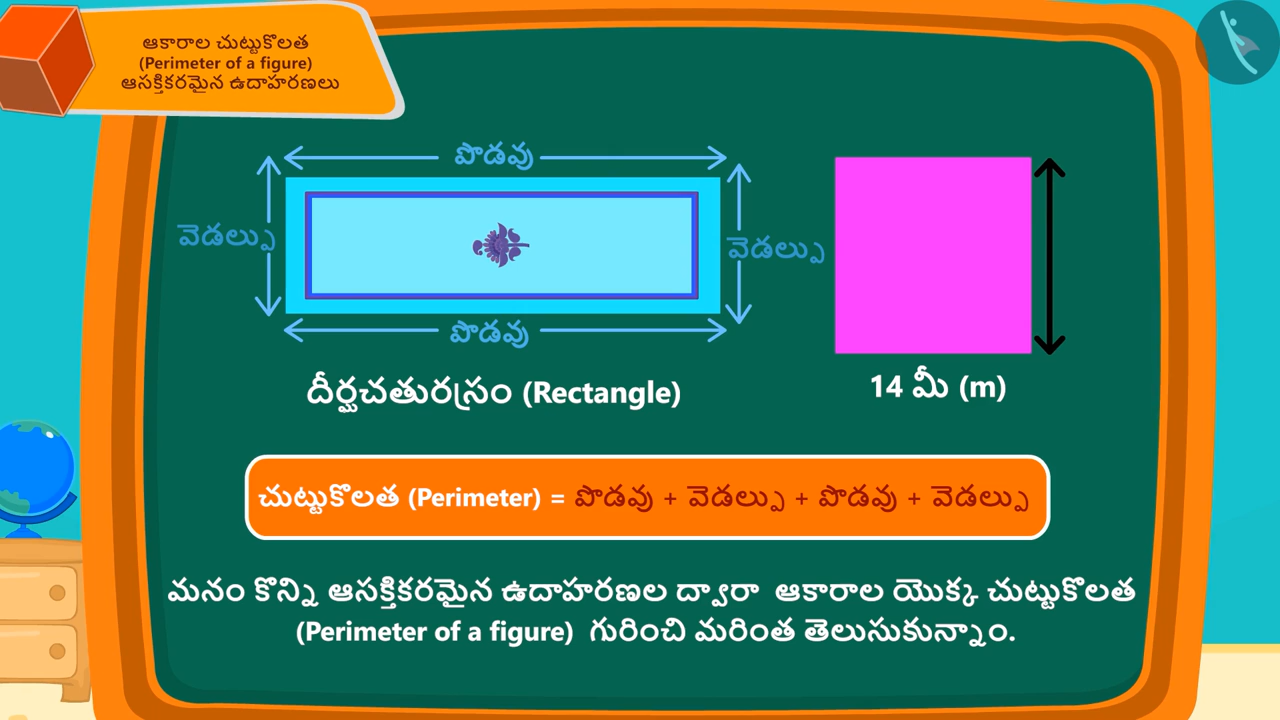 ఆకారాల చుట్టుకొలత
(Perimeter of a figure)
ఆసక్తికరమైన ఉదాహరణలు
పొడవు
వెడల్పు
వెడల్పు
పొడవు
దీర్ఘచతురస్రం (Rectangle)
14 మీ (m)
చుట్టుకొలత (Perimeter) = పొడవు + వెడల్పు + పొడవు + వెడల్పు
మనం కొన్ని ఆసక్తికరమైన ఉదాహరణల ద్వారా ఆకారాల యొక్క చుట్టుకొలత
(Perimeter of a figure) గురించి మరింత తెలుసుకున్నాం.